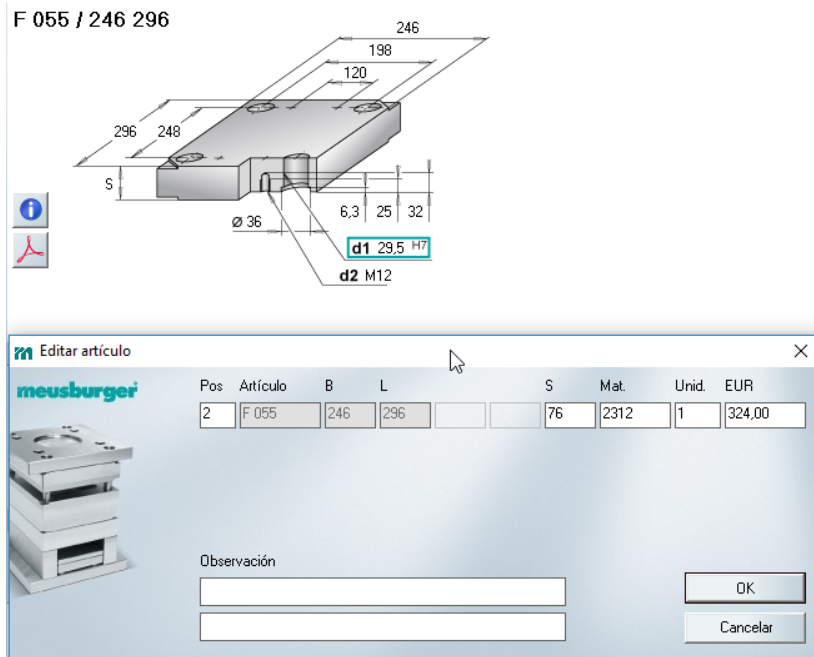 F 055 / 246 296
246
198
120
296
248
S
6,3 25 32
Ø 36
d1 29,5 H7
d2 M12
Editar artículo
meusburger
Pos Artículo B L S Mat. Unid. EUR
2 F 055 246 296 76 2312 1 324,00
Observación
OK
Cancelar